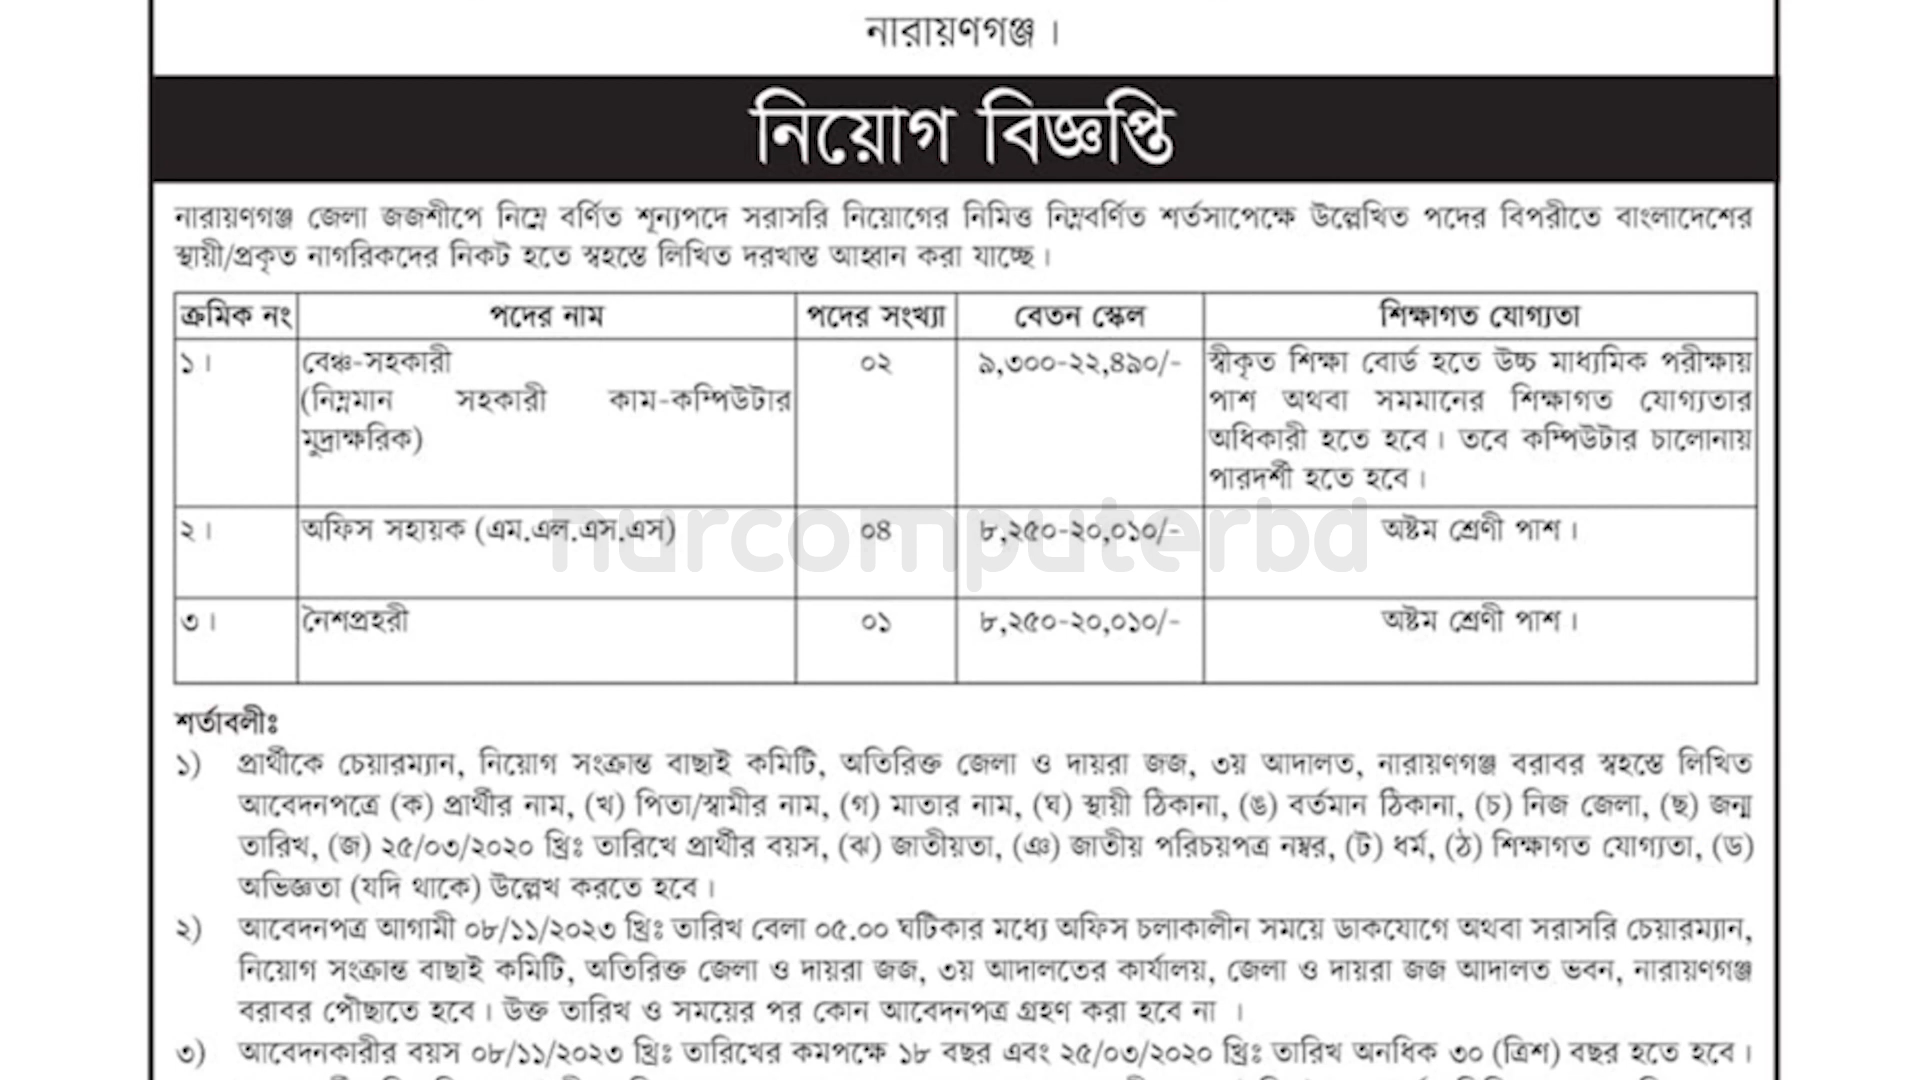 নারায়ণগঞ্জ।
নিয়োগ বিজ্ঞপ্তি
নারায়ণগঞ্জ জেলা জজশীপে নিম্নে বর্ণিত শূন্যপদে সরাসরি নিয়োগের নিমিত্ত নিম্নবর্ণিত শর্তসাপেক্ষে উল্লেখিত পদের বিপরীতে বাংলাদেশের
স্থায়ী/প্রকৃত নাগরিকদের নিকট হতে স্বহস্তে লিখিত দরখাস্ত আহ্বান করা যাচ্ছে।
ক্রমিক নং পদের নাম পদের সংখ্যা বেতন স্কেল শিক্ষাগত যোগ্যতা
১। বেঞ্চ-সহকারী ০২ ৯,৩০০-২২,৪৯০/- স্বীকৃত শিক্ষা বোর্ড হতে উচ্চ মাধ্যমিক পরীক্ষায়
(নিম্নমান সহকারী কাম-কম্পিউটার পাশ অথবা সমমানের শিক্ষাগত যোগ্যতার
মুদ্রাক্ষরিক) অধিকারী হতে হবে। তবে কম্পিউটার চালোনায়
পারদর্শী হতে হবে।
২। অফিস সহায়ক (এম.এল.এস.এস) ০৪ ৮,২৫০-২০,০১০/- অষ্টম শ্রেণী পাশ।
nurcomputerbd
৩। নৈশপ্রহরী ০১ ৮,২৫০-২০,০১০/- অষ্টম শ্রেণী পাশ।
শর্তাবলীঃ
১) প্রার্থীকে চেয়ারম্যান, নিয়োগ সংক্রান্ত বাছাই কমিটি, অতিরিক্ত জেলা ও দায়রা জজ, ৩য় আদালত, নারায়ণগঞ্জ বরাবর স্বহস্তে লিখিত
আবেদনপত্রে (ক) প্রার্থীর নাম, (খ) পিতা/স্বামীর নাম, (গ) মাতার নাম, (ঘ) স্থায়ী ঠিকানা, (ঙ) বর্তমান ঠিকানা, (চ) নিজ জেলা, (ছ) জন্ম
তারিখ, (জ) ২৫/০৩/২০২০ খ্রিঃ তারিখে প্রার্থীর বয়স, (ঝ) জাতীয়তা, (ঞ) জাতীয় পরিচয়পত্র নম্বর, (ট) ধর্ম, (ঠ) শিক্ষাগত যোগ্যতা, (ড)
অভিজ্ঞতা (যদি থাকে) উল্লেখ করতে হবে।
২) আবেদনপত্র আগামী ০৮/১১/২০২৩ খ্রিঃ তারিখ বেলা ০৫.০০ ঘটিকার মধ্যে অফিস চলাকালীন সময়ে ডাকযোগে অথবা সরাসরি চেয়ারম্যান,
নিয়োগ সংক্রান্ত বাছাই কমিটি, অতিরিক্ত জেলা ও দায়রা জজ, ৩য় আদালতের কার্যালয়, জেলা ও দায়রা জজ আদালত ভবন, নারায়ণগঞ্জ
বরাবর পৌছাতে হবে। উক্ত তারিখ ও সময়ের পর কোন আবেদনপত্র গ্রহণ করা হবে না ।
৩) আবেদনকারীর বয়স ০৮/১১/২০২৩ খ্রিঃ তারিখের কমপক্ষে ১৮ বছর এবং ২৫/০৩/২০২০ খ্রিঃ তারিখ অনধিক ৩০ (ত্রিশ) বছর হতে হবে।